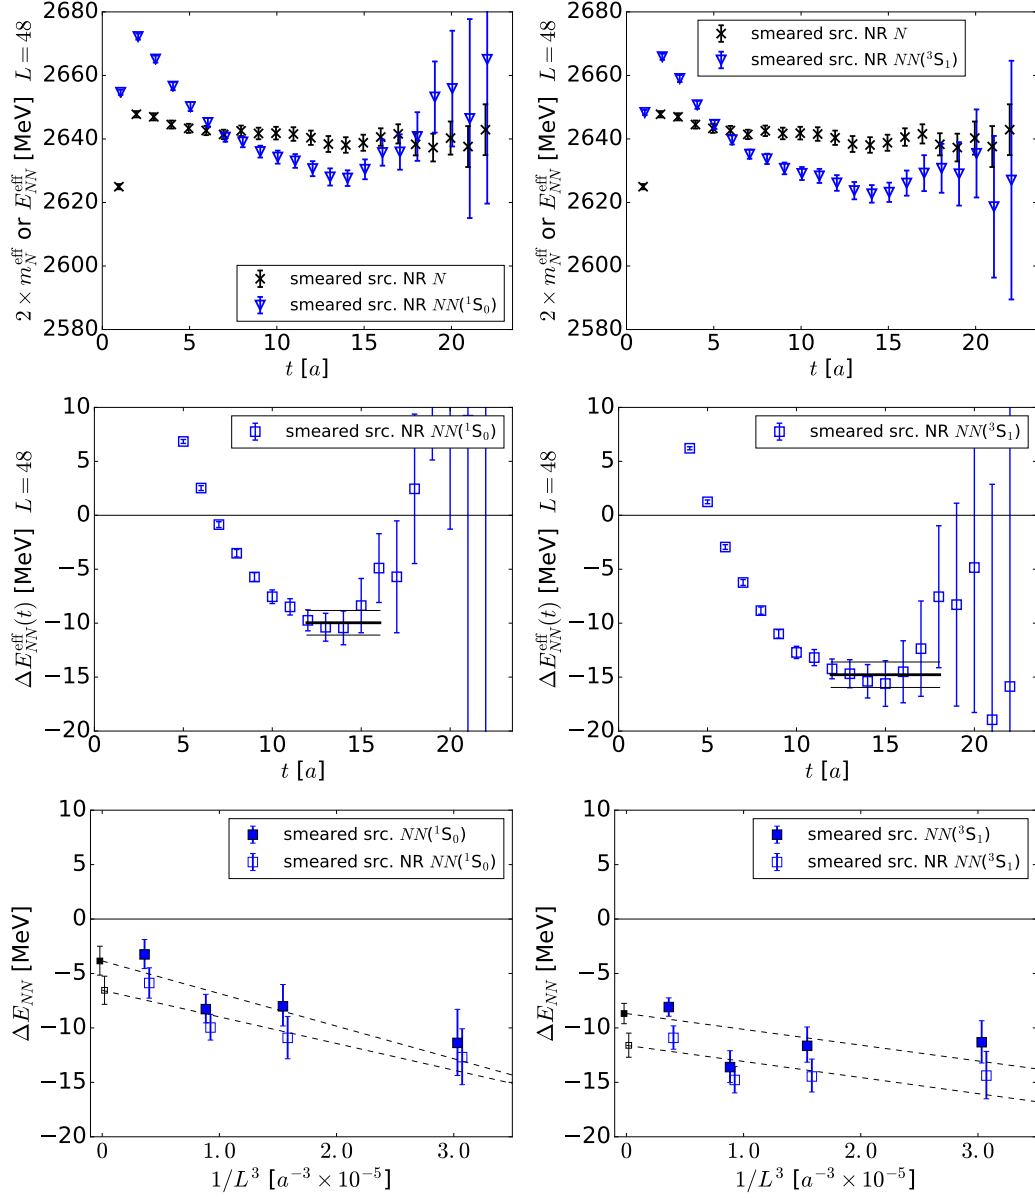 2 × m_N^eff or E_NN^eff [MeV] L = 48
2680
2660
2640
2620
2600
2580
smeared src. NR N
smeared src. NR NN(¹S₀)
0 5 10 15 20
t [a]
2 × m_N^eff or E_NN^eff [MeV] L = 48
2680
2660
2640
2620
2600
2580
smeared src. NR N
smeared src. NR NN(³S₁)
0 5 10 15 20
t [a]
ΔE_NN^eff(t) [MeV] L = 48
10
5
0
−5
−10
−15
−20
smeared src. NR NN(¹S₀)
0 5 10 15 20
t [a]
ΔE_NN^eff(t) [MeV] L = 48
10
5
0
−5
−10
−15
−20
smeared src. NR NN(³S₁)
0 5 10 15 20
t [a]
ΔE_NN [MeV]
10
5
0
−5
−10
−15
−20
smeared src. NN(¹S₀)
smeared src. NR NN(¹S₀)
0 1.0 2.0 3.0
1/L³ [a⁻³ × 10⁻⁵]
ΔE_NN [MeV]
10
5
0
−5
−10
−15
−20
smeared src. NN(³S₁)
smeared src. NR NN(³S₁)
0 1.0 2.0 3.0
1/L³ [a⁻³ × 10⁻⁵]